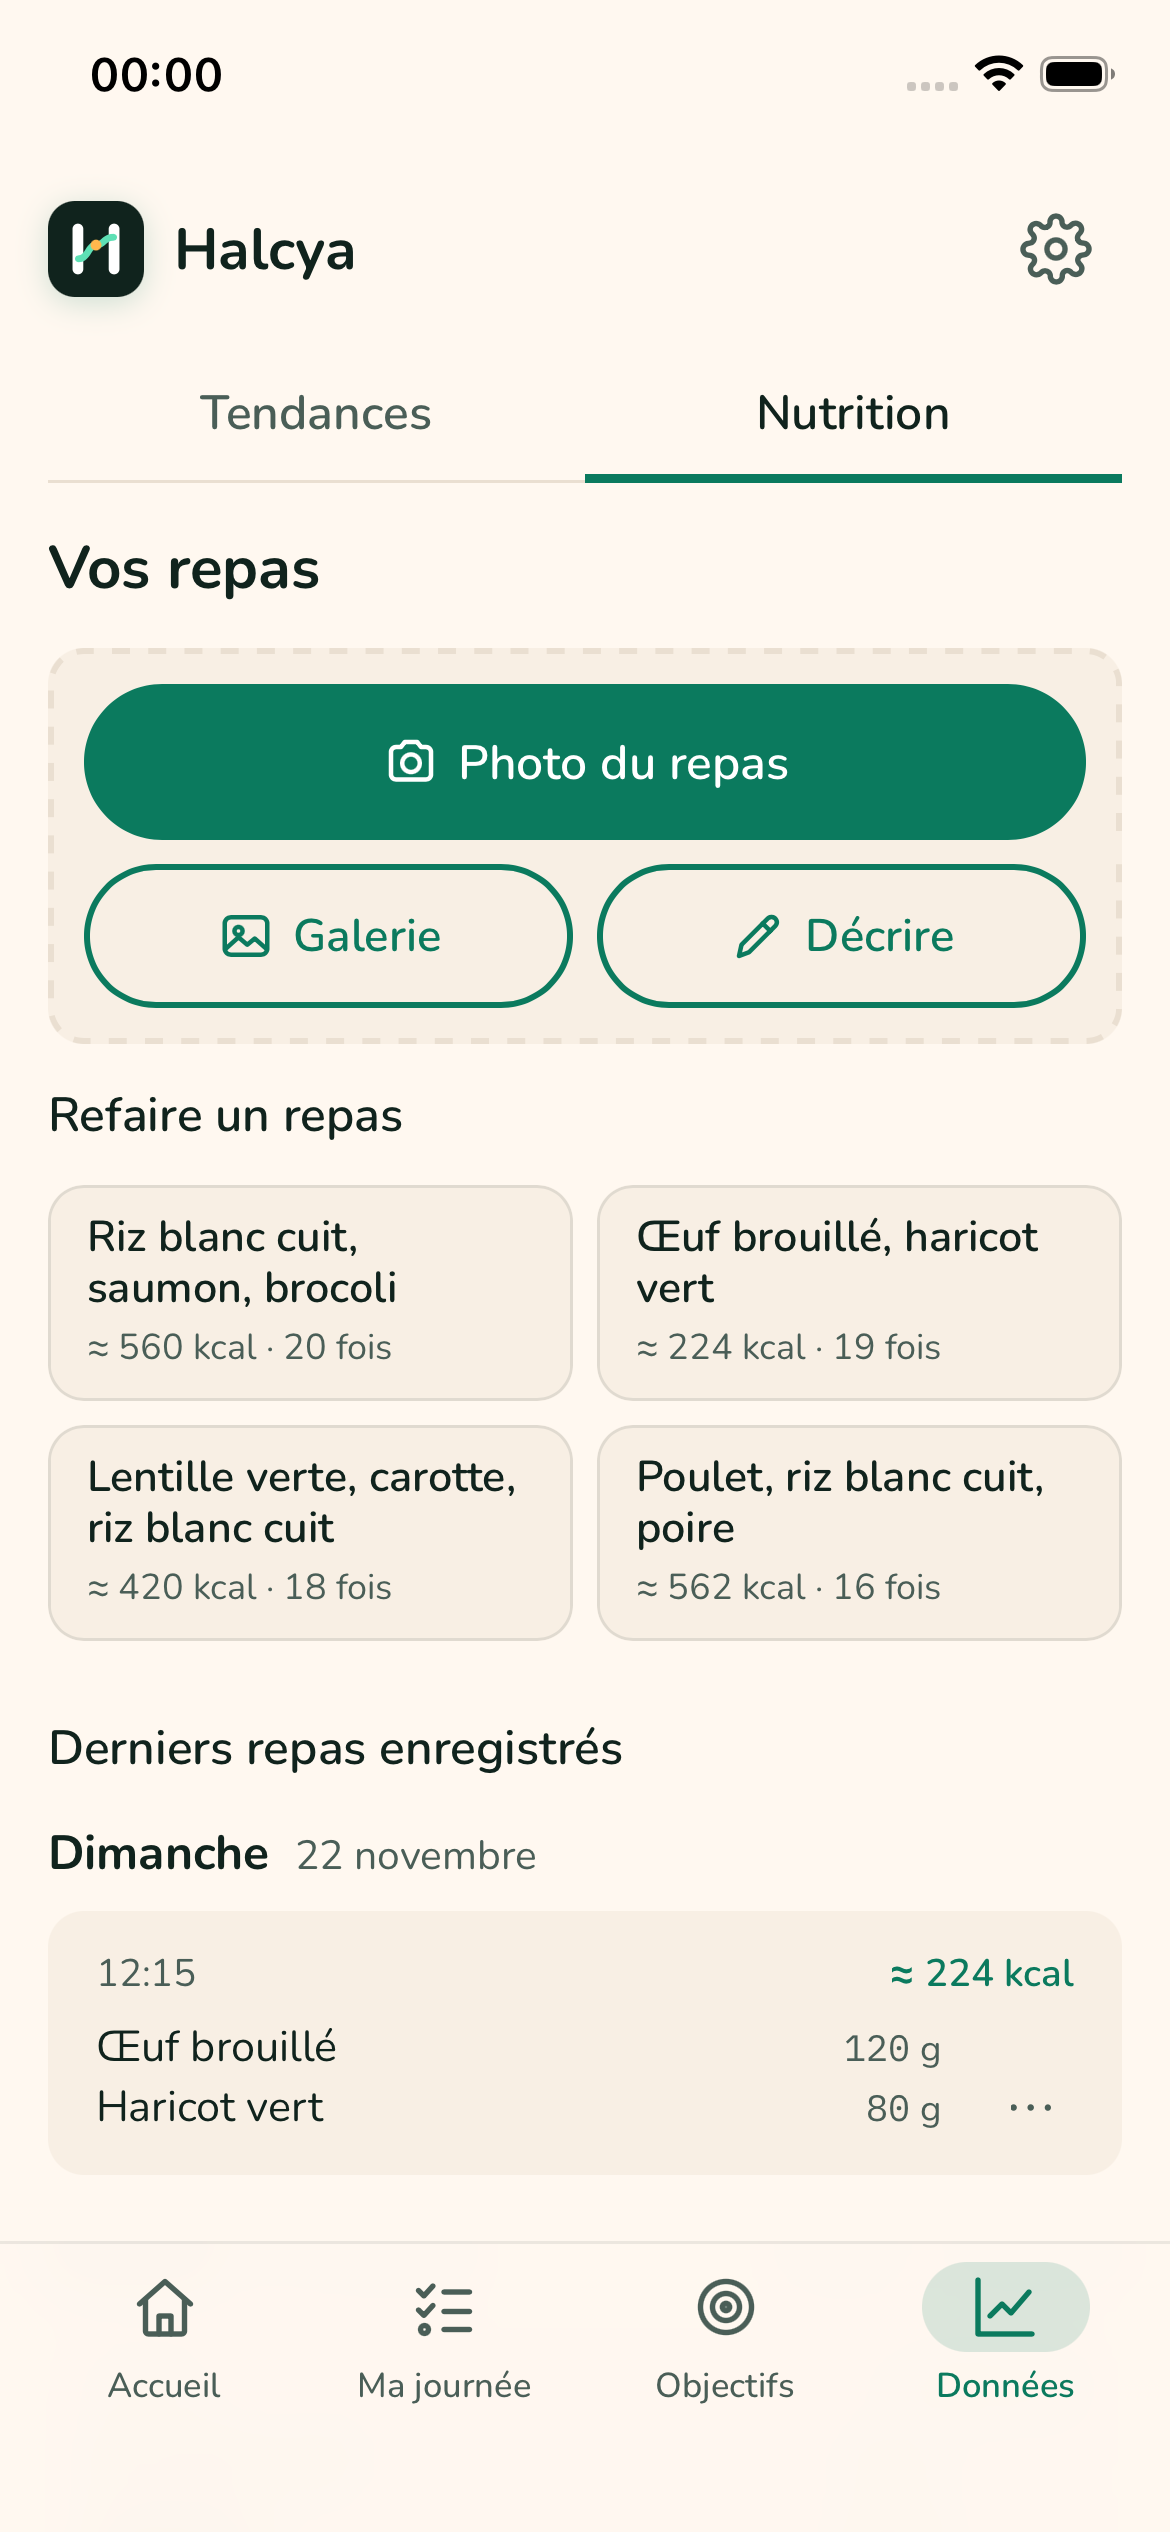 00:00
Halcya
Tendances
Nutrition
Vos repas
Photo du repas
Galerie
Décrire
Refaire un repas
Riz blanc cuit,
saumon, brocoli
≈ 560 kcal · 20 fois
Œuf brouillé, haricot
vert
≈ 224 kcal · 19 fois
Lentille verte, carotte,
riz blanc cuit
≈ 420 kcal · 18 fois
Poulet, riz blanc cuit,
poire
≈ 562 kcal · 16 fois
Derniers repas enregistrés
Dimanche 22 novembre
12:15 ≈ 224 kcal
Œuf brouillé 120 g
Haricot vert 80 g
Accueil
Ma journée
Objectifs
Données